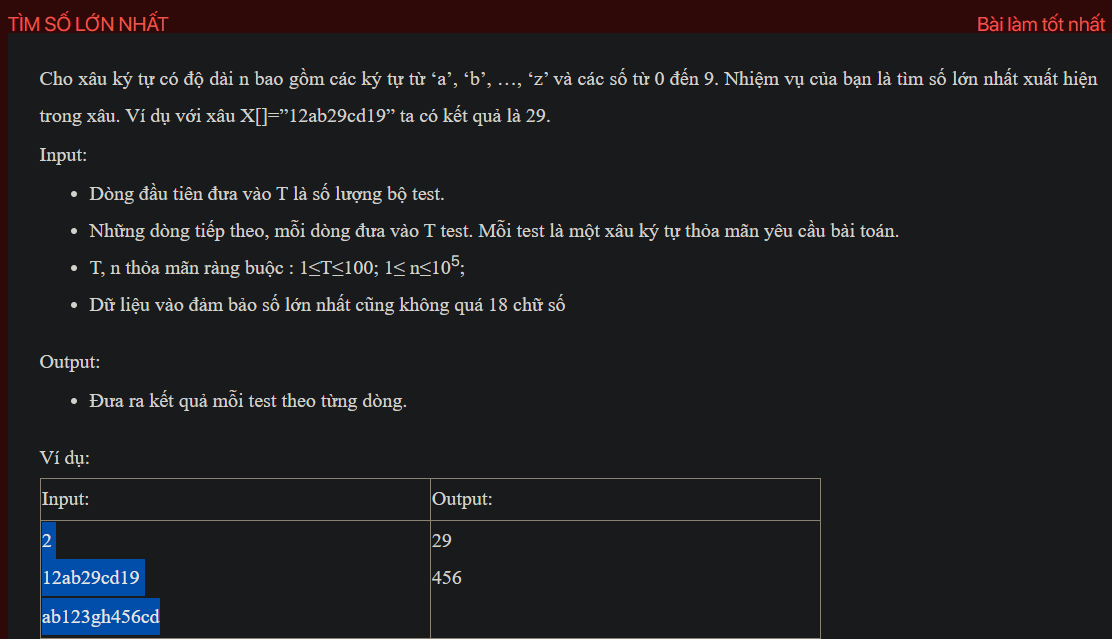 TÌM SỐ LỚN NHẤT
Bài làm tốt nhất
Cho xâu ký tự có độ dài n bao gồm các ký tự từ ‘a’, ‘b’, …, ‘z’ và các số từ 0 đến 9. Nhiệm vụ của bạn là tìm số lớn nhất xuất hiện
trong xâu. Ví dụ với xâu X[]=”12ab29cd19” ta có kết quả là 29.
Input:
• Dòng đầu tiên đưa vào T là số lượng bộ test.
• Những dòng tiếp theo, mỗi dòng đưa vào T test. Mỗi test là một xâu ký tự thỏa mãn yêu cầu bài toán.
• T, n thỏa mãn ràng buộc : 1≤T≤100; 1≤ n≤10⁵;
• Dữ liệu vào đảm bảo số lớn nhất cũng không quá 18 chữ số
Output:
• Đưa ra kết quả mỗi test theo từng dòng.
Ví dụ:
Input:
Output:
2
12ab29cd19
ab123gh456cd
29
456